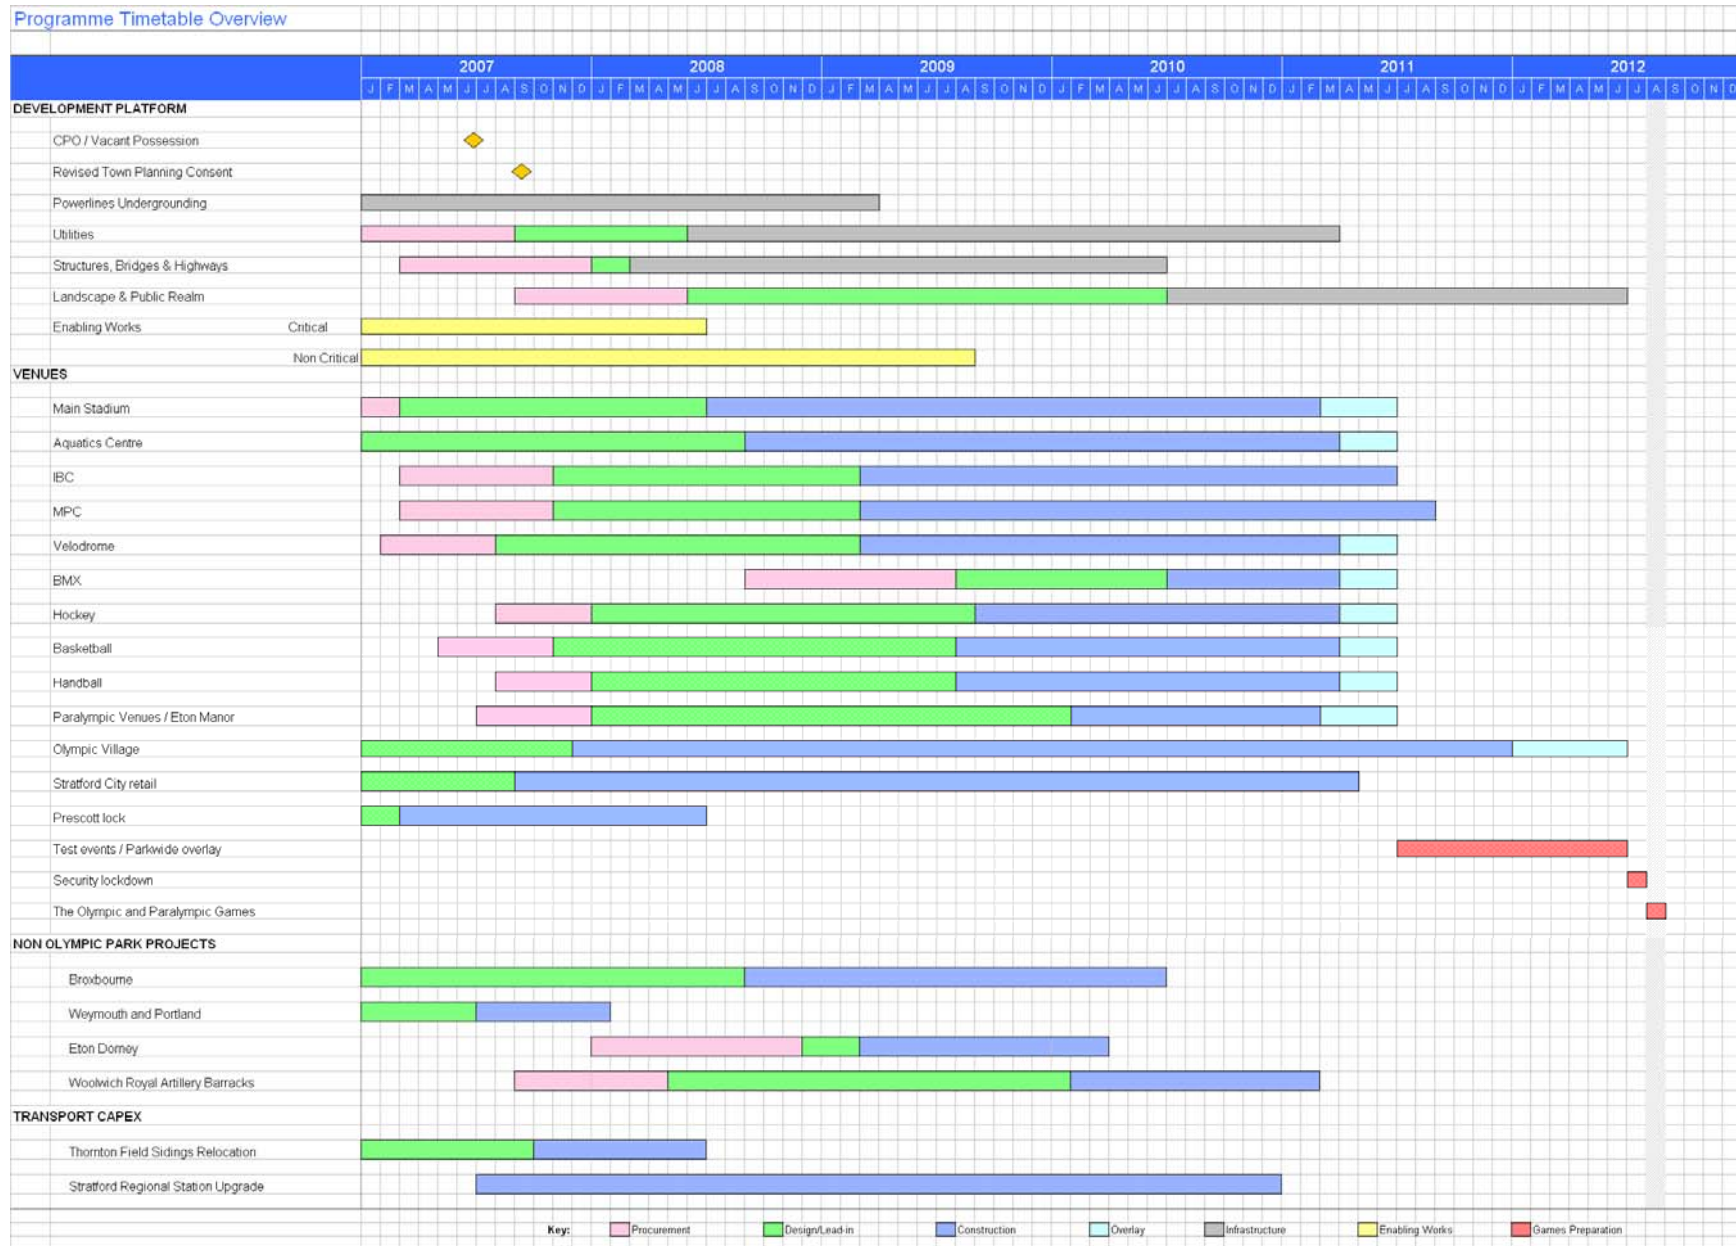 Programme Timetable Overview
2007 2008 2009 2010 2011 2012
J F M A M J J A S O N D J F M A M J J A S O N D J F M A M J J A S O N D J F M A M J J A S O N D J F M A M J J A S O N D J F M A M J J A S O N D
DEVELOPMENT PLATFORM
CPO / Vacant Possession
Revised Town Planning Consent
Powerlines Undergrounding
Utilities
Structures, Bridges & Highways
Landscape & Public Realm
Enabling Works Critical
Non Critical
VENUES
Main Stadium
Aquatics Centre
IBC
MPC
Velodrome
BMX
Hockey
Basketball
Handball
Paralympic Venues / Eton Manor
Olympic Village
Stratford City retail
Prescott lock
Test events / Parkwide overlay
Security lockdown
The Olympic and Paralympic Games
NON OLYMPIC PARK PROJECTS
Broxbourne
Weymouth and Portland
Eton Dorney
Woolwich Royal Artillery Barracks
TRANSPORT CAPEX
Thornton Field Sidings Relocation
Stratford Regional Station Upgrade
Key: Procurement Design/Lead-in Construction Overlay Infrastructure Enabling Works Games Preparation